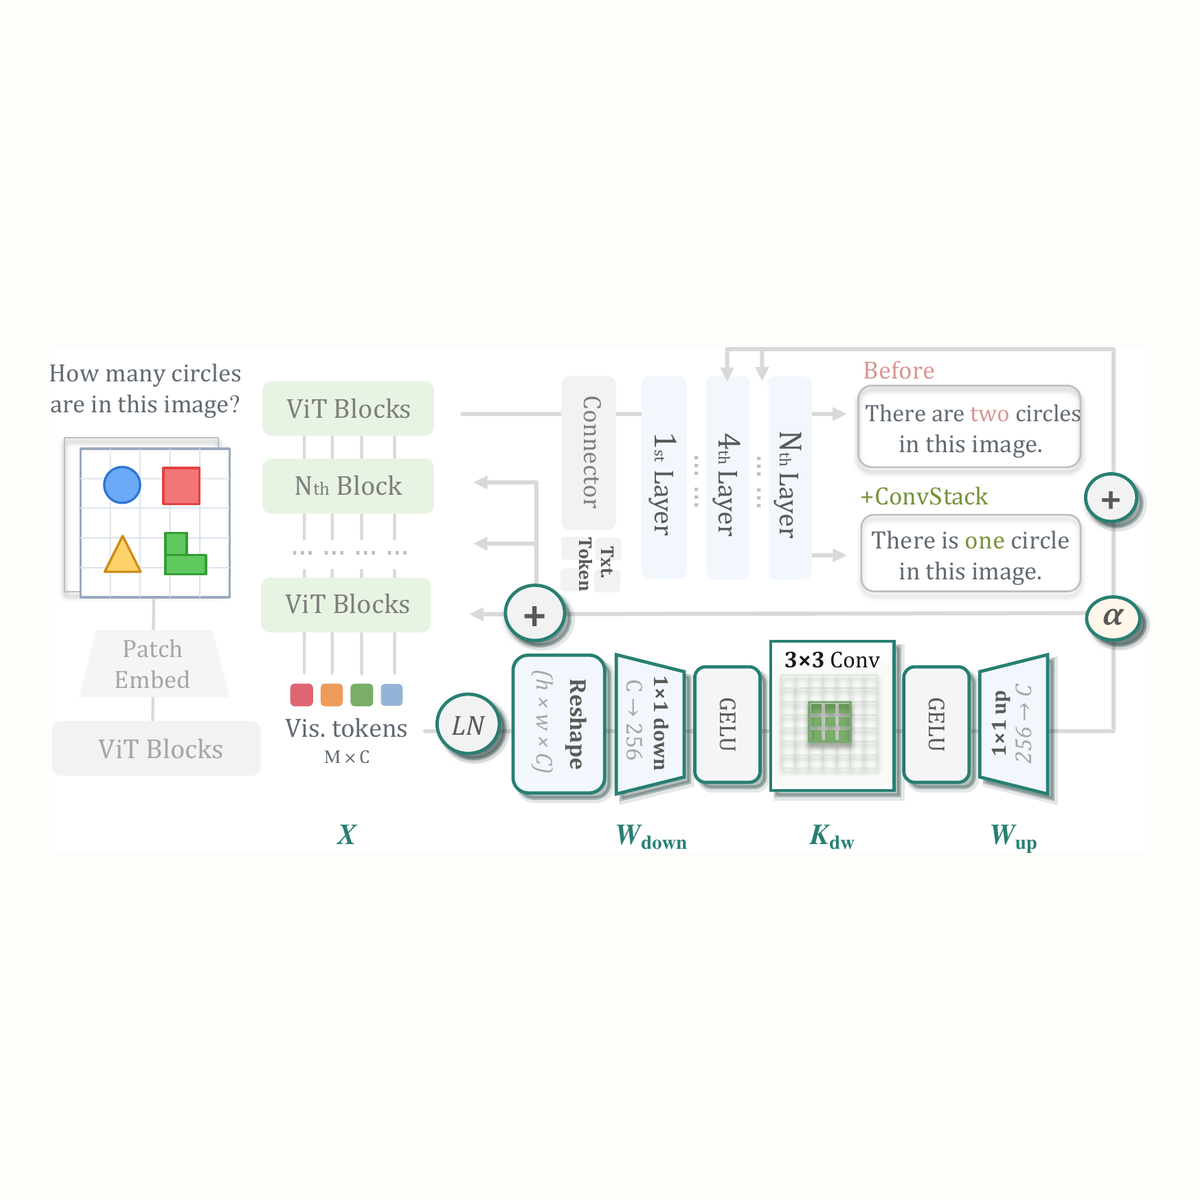 How many circles
are in this image?
Patch
Embed
ViT Blocks
ViT Blocks
Nth Block
ViT Blocks
Vis. tokens
M × C
X
Connector
Txt.
Token
1st Layer
4th Layer
Nth Layer
Before
There are two circles
in this image.
+ConvStack
There is one circle
in this image.
+
+
α
LN
Reshape
(h × w × C)
1×1 down
C → 256
GELU
3×3 Conv
GELU
1×1 up
256 → C
Wdown
Kdw
Wup